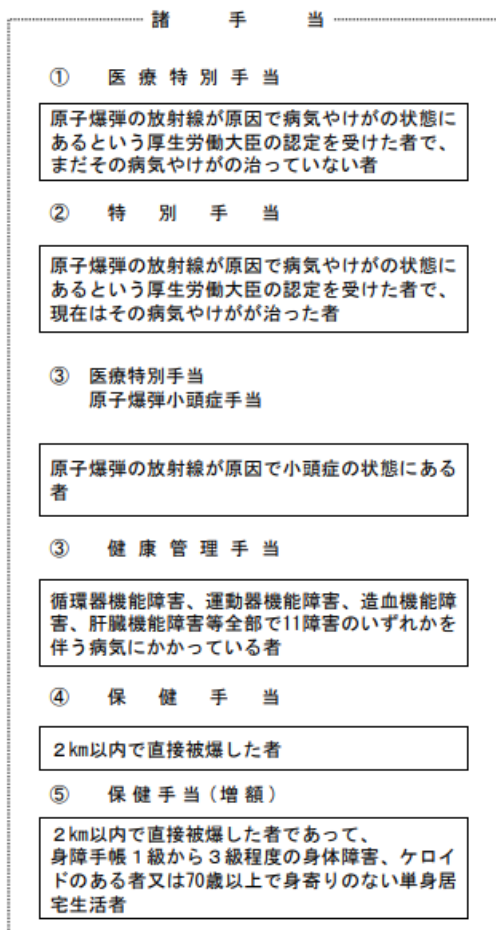 諸 手 当
① 医 療 特 別 手 当
原子爆弾の放射線が原因で病気やけがの状態に
あるという厚生労働大臣の認定を受けた者で、
まだその病気やけがの治っていない者
② 特 別 手 当
原子爆弾の放射線が原因で病気やけがの状態に
あるという厚生労働大臣の認定を受けた者で、
現在はその病気やけがが治った者
③ 医療特別手当
原子爆弾小頭症手当
原子爆弾の放射線が原因で小頭症の状態にある
者
③ 健 康 管 理 手 当
循環器機能障害、運動器機能障害、造血機能障
害、肝臓機能障害等全部で11障害のいずれかを
伴う病気にかかっている者
④ 保 健 手 当
２km以内で直接被爆した者
⑤ 保 健 手 当 ( 増 額 )
２km以内で直接被爆した者であって、
身障手帳１級から３級程度の身体障害、ケロイ
ドのある者又は70歳以上で身寄りのない単身居
宅生活者